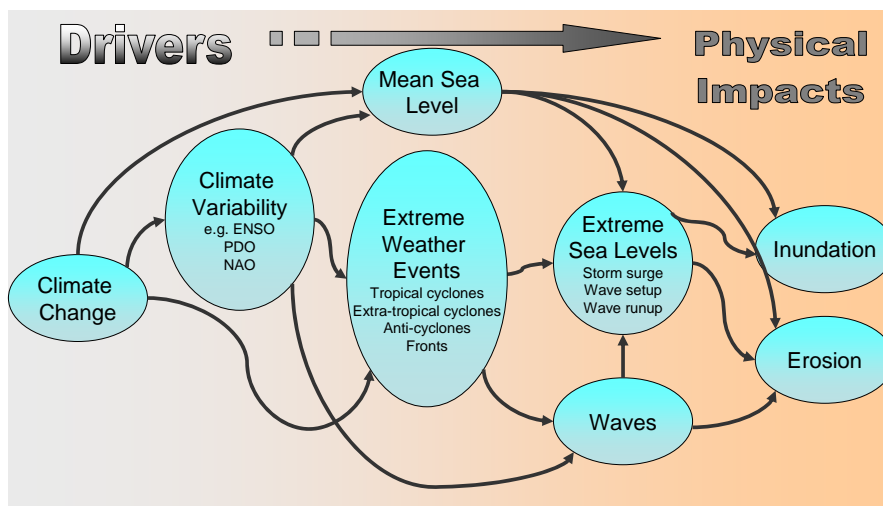 Drivers
Physical
Impacts
Mean Sea
Level
Climate
Variability
e.g. ENSO
PDO
NAO
Extreme
Weather
Events
Tropical cyclones
Extra-tropical cyclones
Anti-cyclones
Fronts
Extreme
Sea Levels
Storm surge
Wave setup
Wave runup
Inundation
Climate
Change
Erosion
Waves